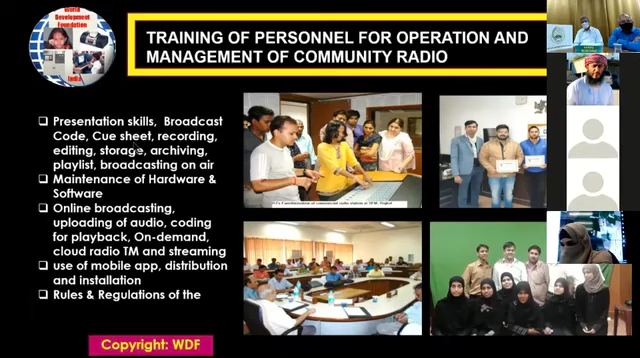 World
Development
Foundation
India
TRAINING OF PERSONNEL FOR OPERATION AND
MANAGEMENT OF COMMUNITY RADIO
Presentation skills, Broadcast
Code, Cue sheet, recording,
editing, storage, archiving,
playlist, broadcasting on air
Maintenance of Hardware &
Software
Online broadcasting,
uploading of audio, coding
for playback, On-demand,
cloud radio TM and streaming
use of mobile app, distribution
and installation
Rules & Regulations of the
Copyright: WDF